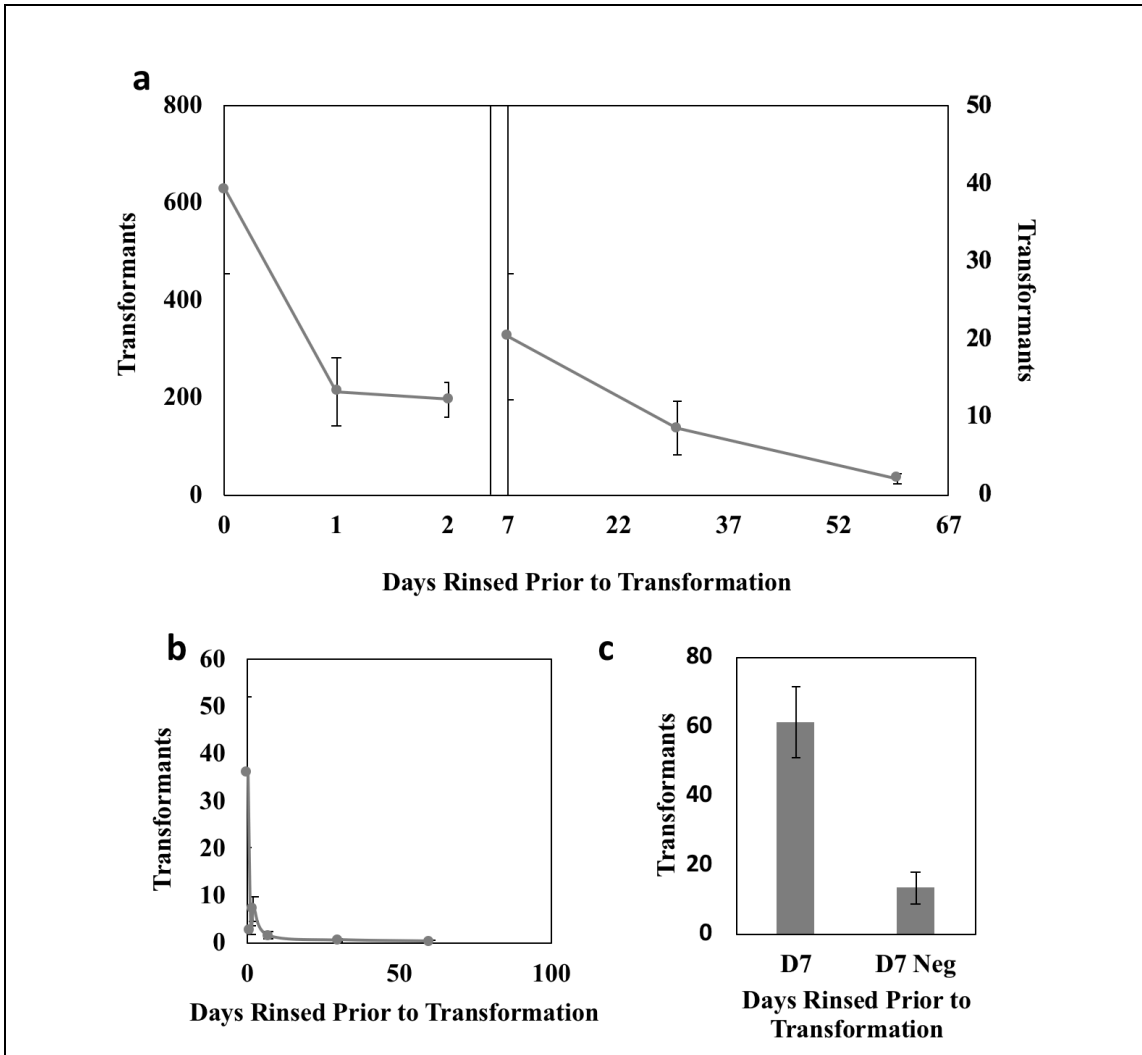 a
800
600
400
200
0
Transformants
50
40
30
20
10
0
Transformants
0 1 2 7 22 37 52 67
Days Rinsed Prior to Transformation
b
60
50
40
30
20
10
0
Transformants
0 50 100
Days Rinsed Prior to Transformation
c
80
60
40
20
0
Transformants
D7 D7 Neg
Days Rinsed Prior to
Transformation